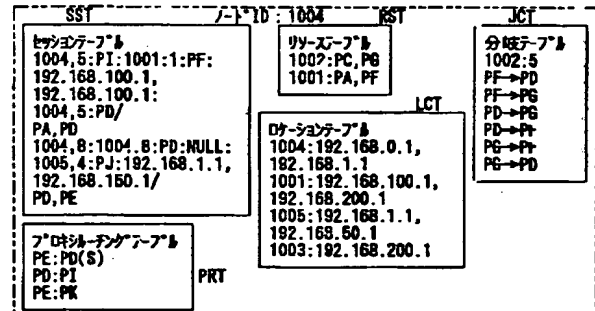 SST
ノードID:1004
RST
JCT
セッションテーブル
1004,5:PI:1001:1:PF:
192.168.100.1,
192.168.100.1:
1004,5:PD/
PA,PD
1004,8:1004.8:PD:NULL:
1005,4:PJ:192.168.1.1,
192.168.150.1/
PD,PE
リソーステーブル
1002:PC,PG
1001:PA,PF
分岐テーブル
1002:5
PF→PD
PF→PG
PD→PG
PD→Pr
PG→Pr
PG→PD
LCT
ロケーションテーブル
1004:192.168.0.1,
192.168.1.1
1001:192.168.100.1,
192.168.200.1
1005:192.168.1.1,
192.168.50.1
1003:192.168.200.1
プロキシルーチングテーブル
PE:PD(S)
PD:PI
PE:PK
PRT